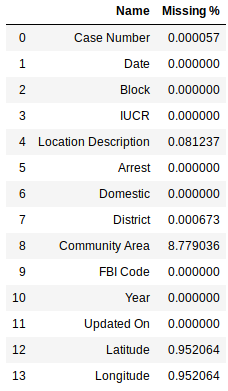 Name Missing %
0 Case Number 0.000057
1 Date 0.000000
2 Block 0.000000
3 IUCR 0.000000
4 Location Description 0.081237
5 Arrest 0.000000
6 Domestic 0.000000
7 District 0.000673
8 Community Area 8.779036
9 FBI Code 0.000000
10 Year 0.000000
11 Updated On 0.000000
12 Latitude 0.952064
13 Longitude 0.952064